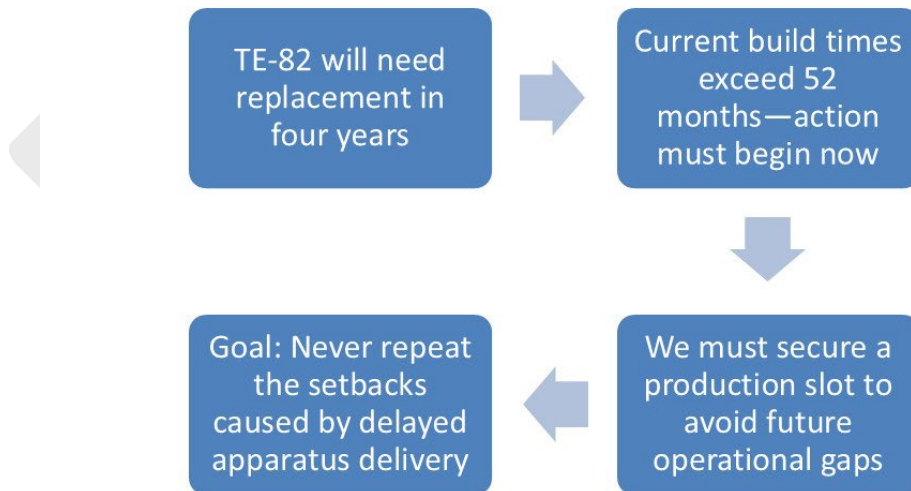 TE-82 will need
replacement in
four years
Current build times
exceed 52
months—action
must begin now
We must secure a
production slot to
avoid future
operational gaps
Goal: Never repeat
the setbacks
caused by delayed
apparatus delivery